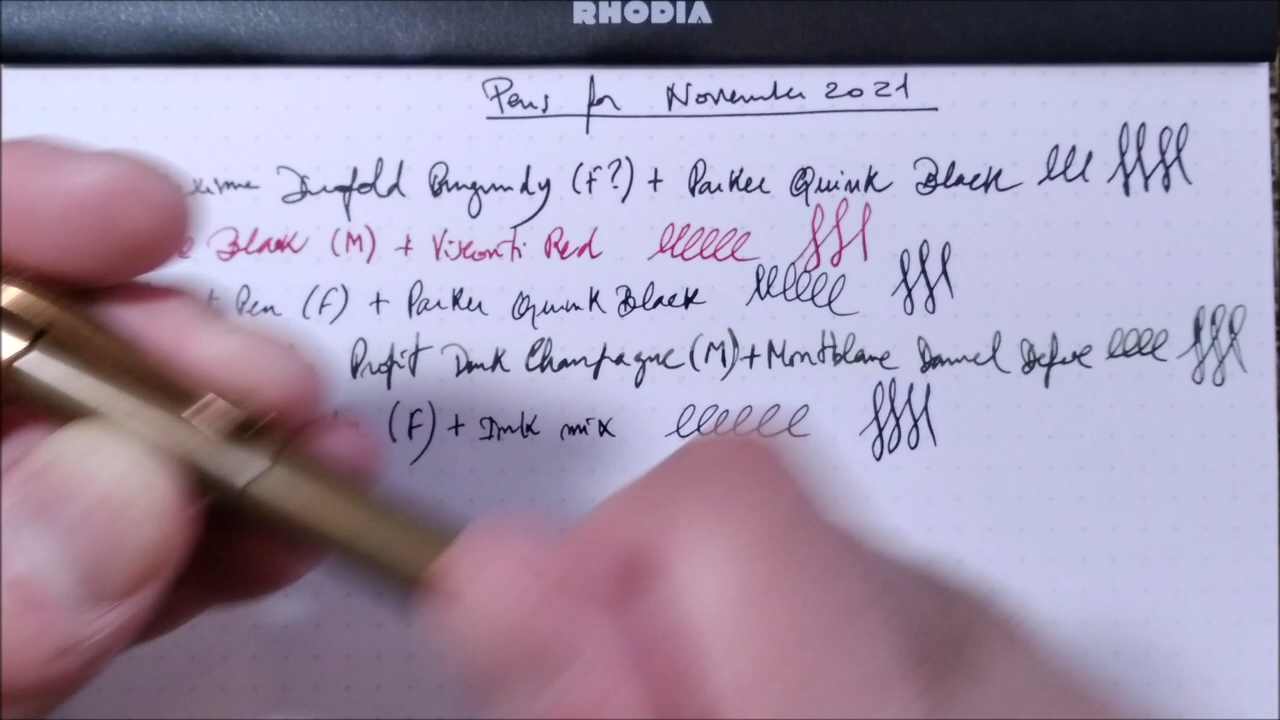 RHODIA
Pens for November 2021
Duofold Burgundy (F?) + Parker Quink Black
Black (M) + Visconti Red
Pen (F) + Parker Quink Black
Profit Dark Champagne (M) + Montblanc Daniel Defoe
(F) + Ink mix